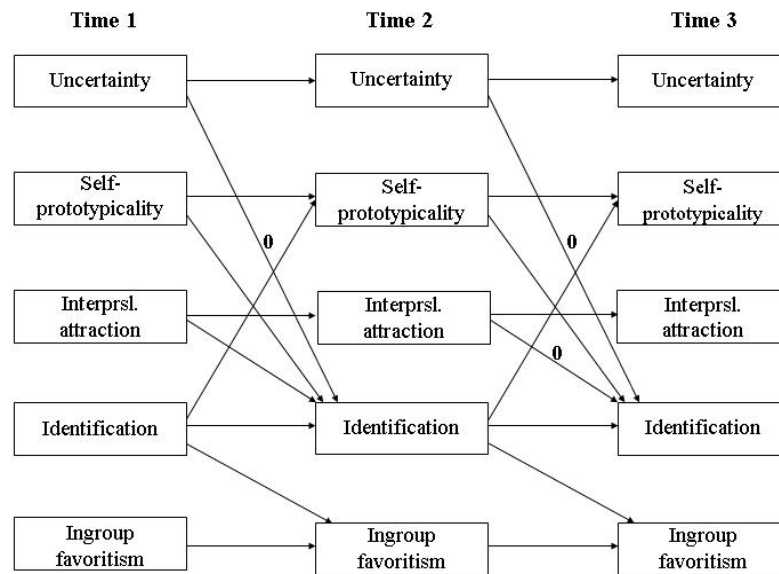 Time 1 Time 2 Time 3
Uncertainty Uncertainty Uncertainty
Self- Self- Self-
prototypicality prototypicality prototypicality
0 0
Interprsl. Interprsl. Interprsl.
attraction attraction attraction
0
Identification Identification Identification
Ingroup Ingroup Ingroup
favoritism favoritism favoritism